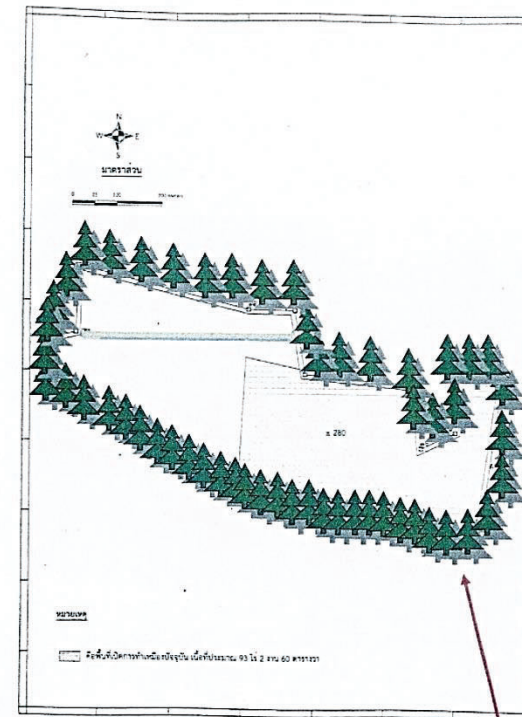 N
W E
S
มาตราส่วน
ล. 280
หมายเหตุ
คือพื้นที่เปิดการทำเหมืองปัจจุบัน เนื้อที่ประมาณ 93 ไร่ 2 งาน 60 ตารางวา